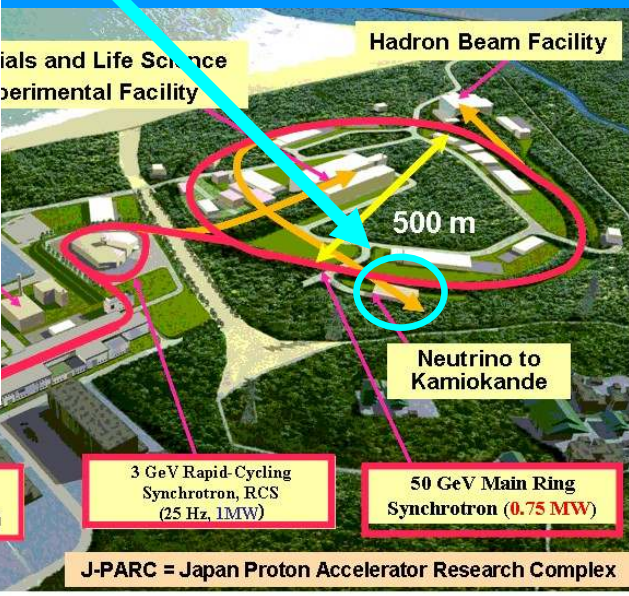 ials and Life Science
perimental Facility
Hadron Beam Facility
500 m
Neutrino to
Kamiokande
3 GeV Rapid-Cycling
Synchrotron, RCS
(25 Hz, 1MW)
50 GeV Main Ring
Synchrotron (0.75 MW)
J-PARC = Japan Proton Accelerator Research Complex